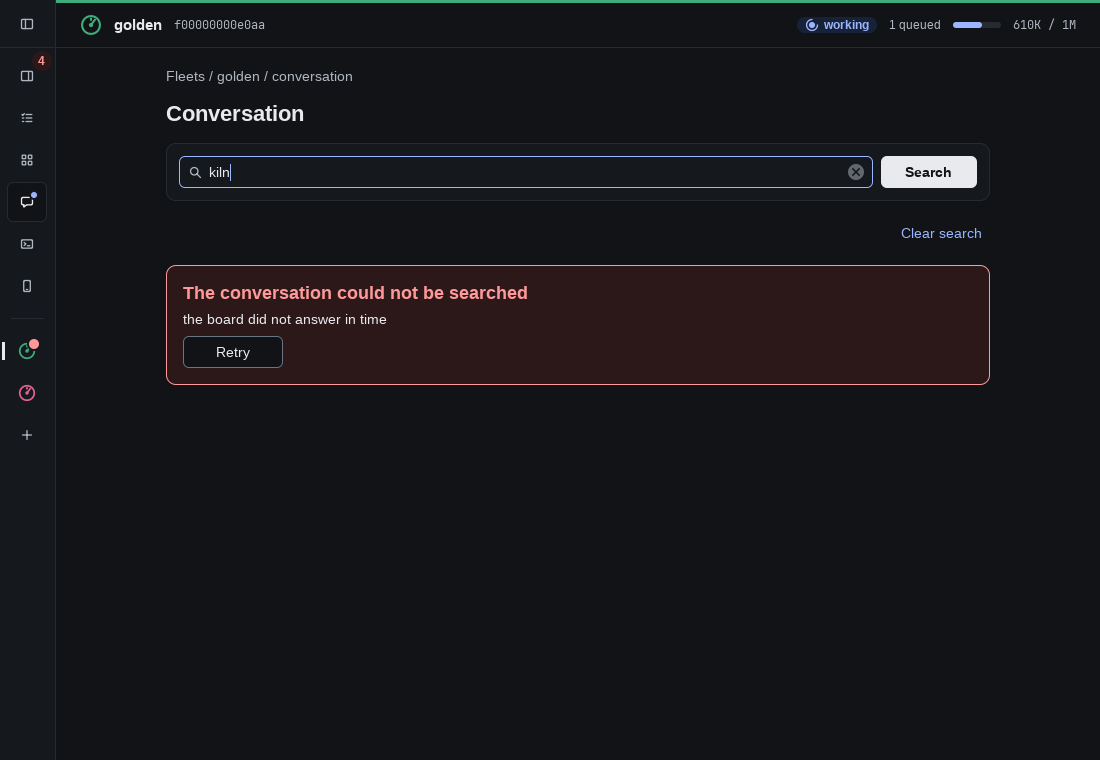 golden f00000000e0aa working 1 queued 610K / 1M
4
Fleets / golden / conversation
Conversation
kiln Search
Clear search
The conversation could not be searched
the board did not answer in time
Retry